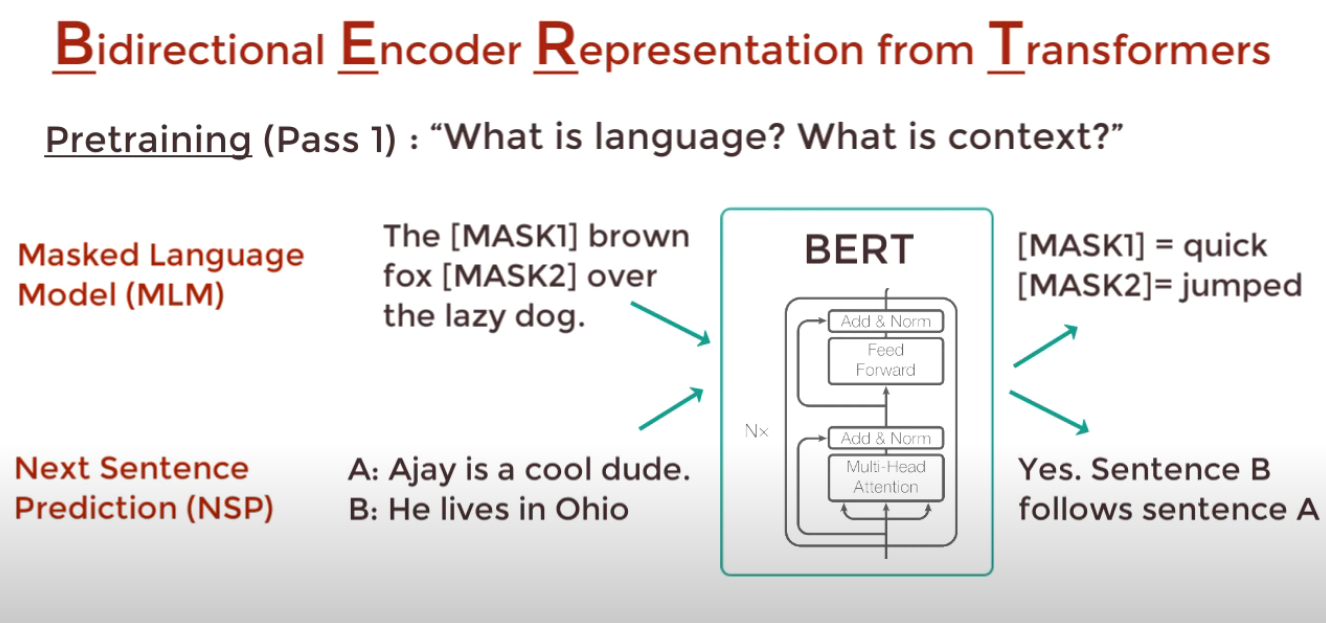 Bidirectional Encoder Representation from Transformers
Pretraining (Pass 1) : “What is language? What is context?”
Masked Language
Model (MLM)
The [MASK1] brown
fox [MASK2] over
the lazy dog.
BERT
Add & Norm
Feed
Forward
Nx
Add & Norm
Multi-Head
Attention
[MASK1] = quick
[MASK2]= jumped
Next Sentence
Prediction (NSP)
A: Ajay is a cool dude.
B: He lives in Ohio
Yes. Sentence B
follows sentence A